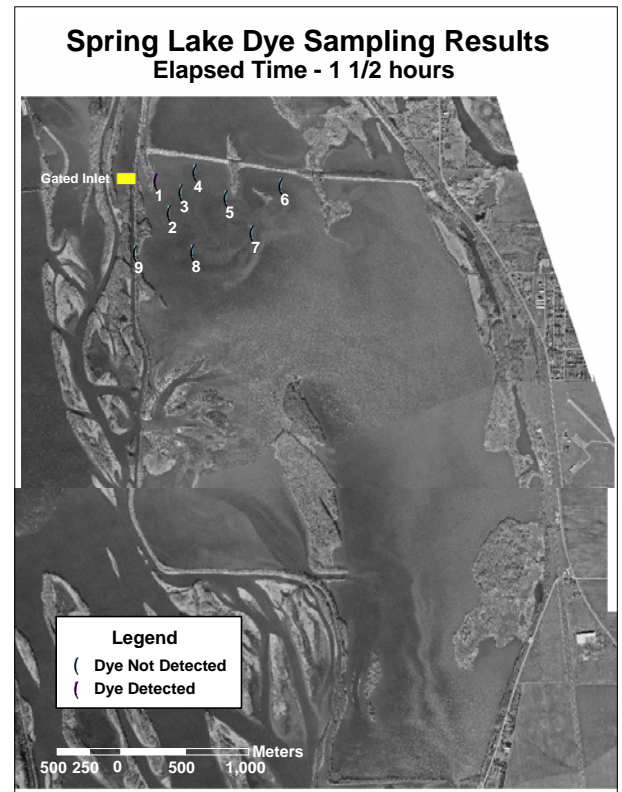 Spring Lake Dye Sampling Results
Elapsed Time - 1 1/2 hours
Gated Inlet
1
4
3
5
6
2
7
9
8
Legend
Dye Not Detected
Dye Detected
Meters
500 250 0 500 1,000